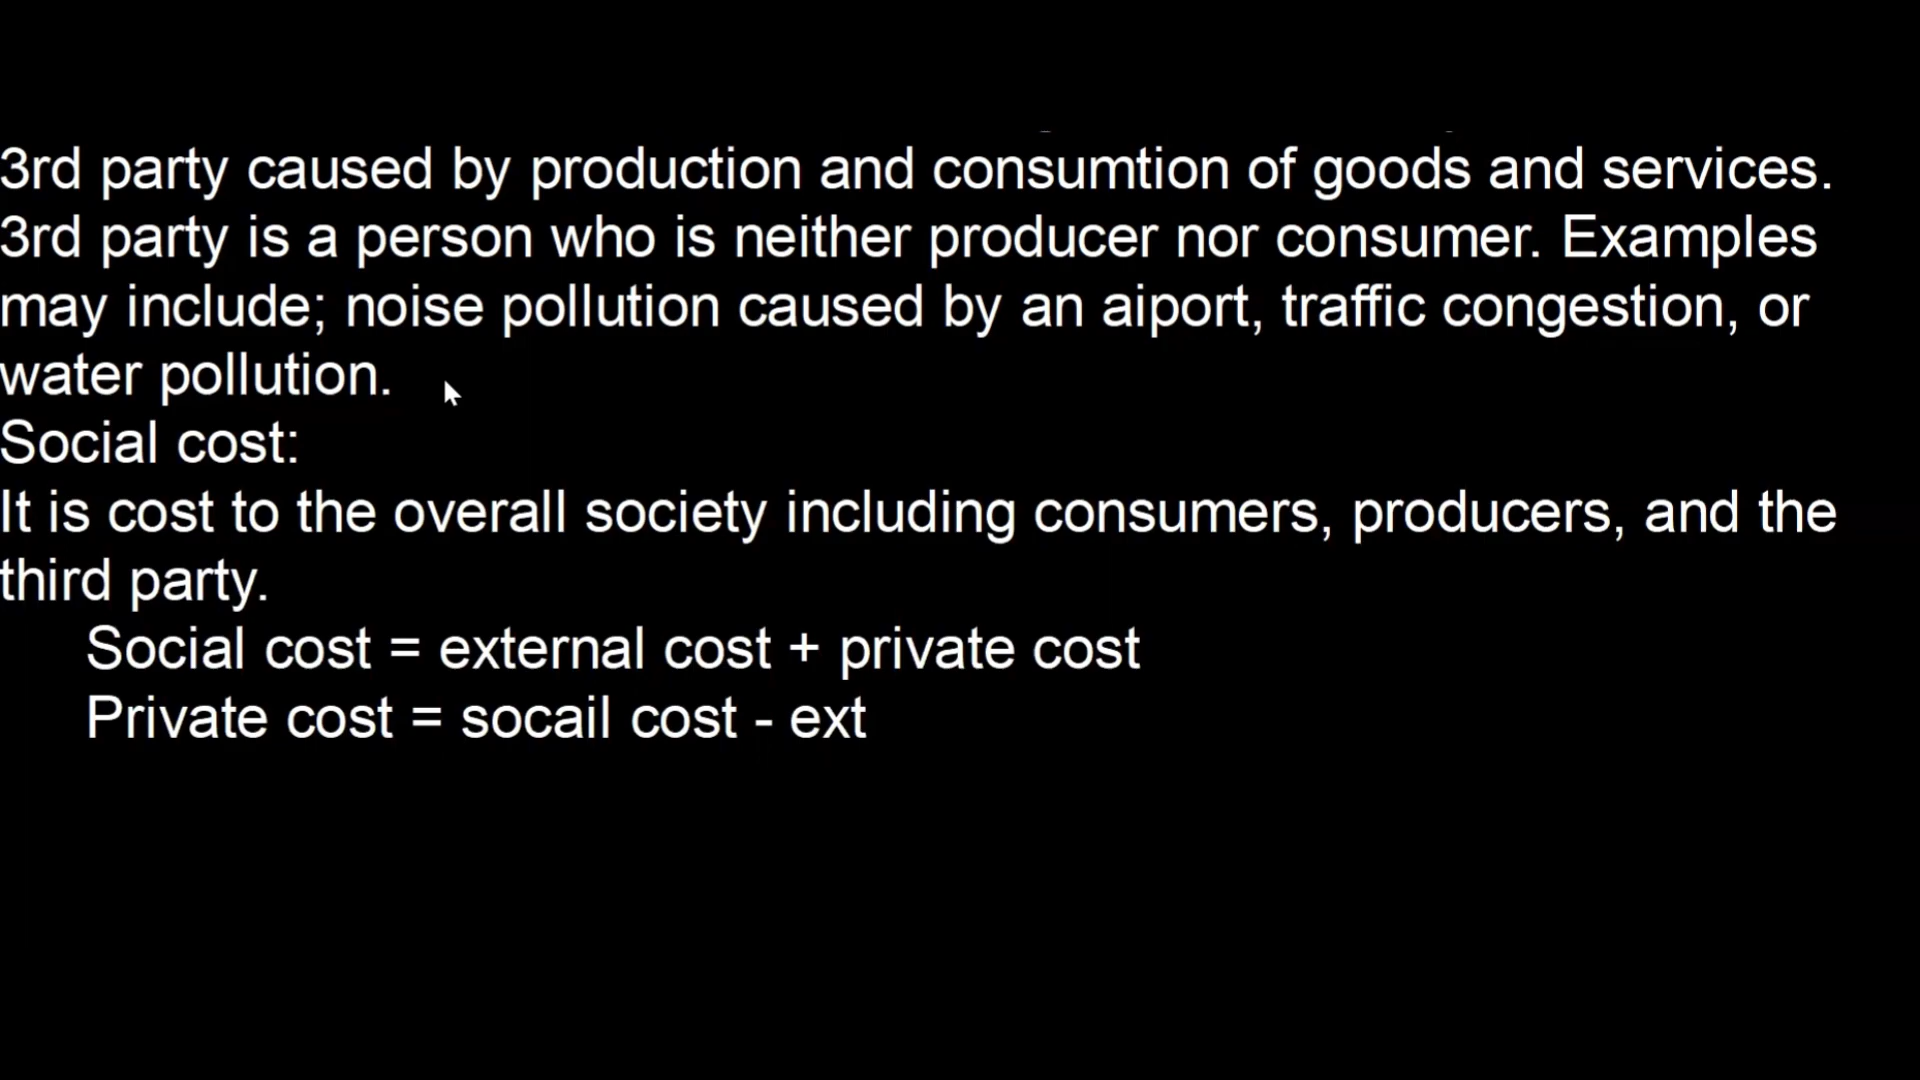 3rd party caused by production and consumtion of goods and services.
3rd party is a person who is neither producer nor consumer. Examples
may include; noise pollution caused by an aiport, traffic congestion, or
water pollution.
Social cost:
It is cost to the overall society including consumers, producers, and the
third party.
Social cost = external cost + private cost
Private cost = socail cost - ext